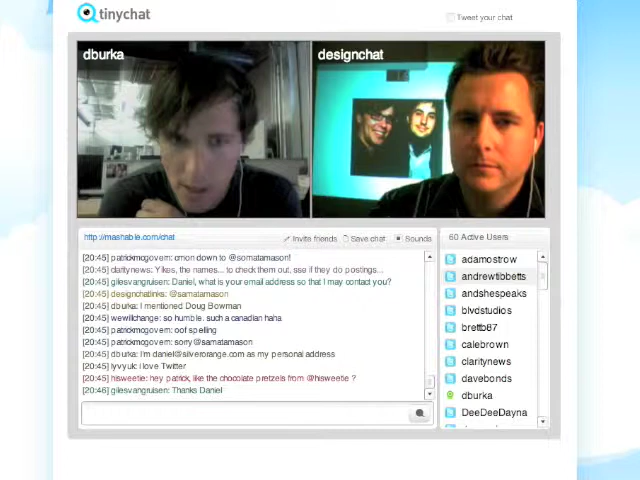 tinychat
Tweet your chat
dburka
designchat
http://mashable.com/chat
Invite friends
Save chat
Sounds
60 Active Users
[20:45] patrickmcgovern: cmon down to @somatamason!
[20:45] claritynews: Yikes, the names... to check them out, sse if they do postings...
[20:45] gilesvangruisen: Daniel, what is your email address so that I may contact you?
[20:45] designchatinks: @samatamason
[20:45] dburka: I mentioned Doug Bowman
[20:45] wewillchange: so humble. such a canadian haha
[20:45] patrickmcgovern: oof spelling
[20:45] patrickmcgovern: sorry @samatamason
[20:45] dburka: I'm daniel@silverorange.com as my personal address
[20:45] lyvyuk: i love Twitter
[20:45] hisweetie: hey patrick, like the chocolate pretzels from @hisweetie ?
[20:46] gilesvangruisen: Thanks Daniel
adamostrow
andrewtibbetts
andshespeaks
blvdstudios
brettb87
calebrown
claritynews
davebonds
dburka
DeeDeeDayna